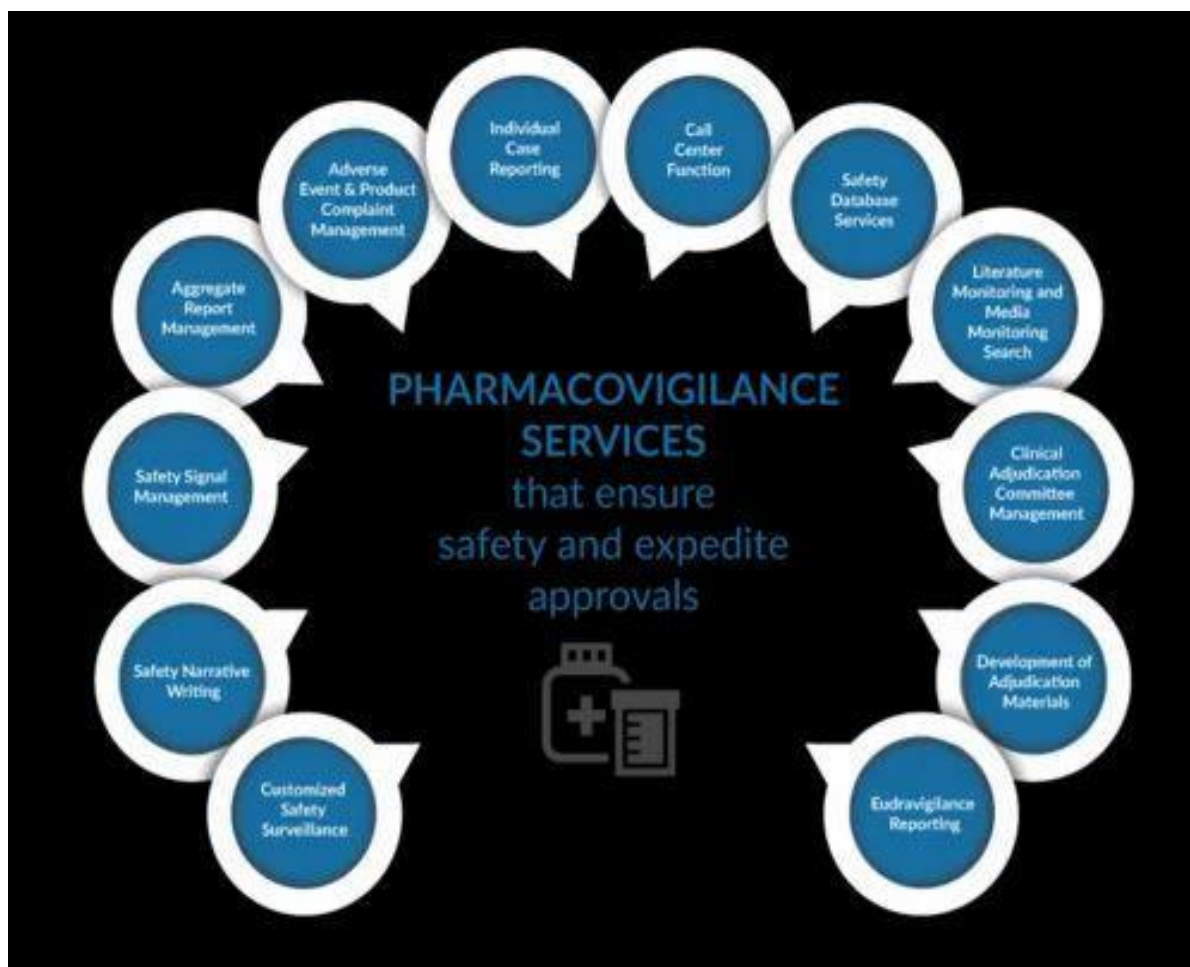 Individual
Case
Reporting
Call
Center
Function
Adverse
Event & Product
Complaint
Management
Safety
Database
Services
Aggregate
Report
Management
Literature
Monitoring and
Media
Monitoring
Search
PHARMACOVIGILANCE
SERVICES
that ensure
safety and expedite
approvals
Safety Signal
Management
Clinical
Adjudication
Committee
Management
Safety Narrative
Writing
Development of
Adjudication
Materials
Customized
Safety
Surveillance
Eudravigilance
Reporting